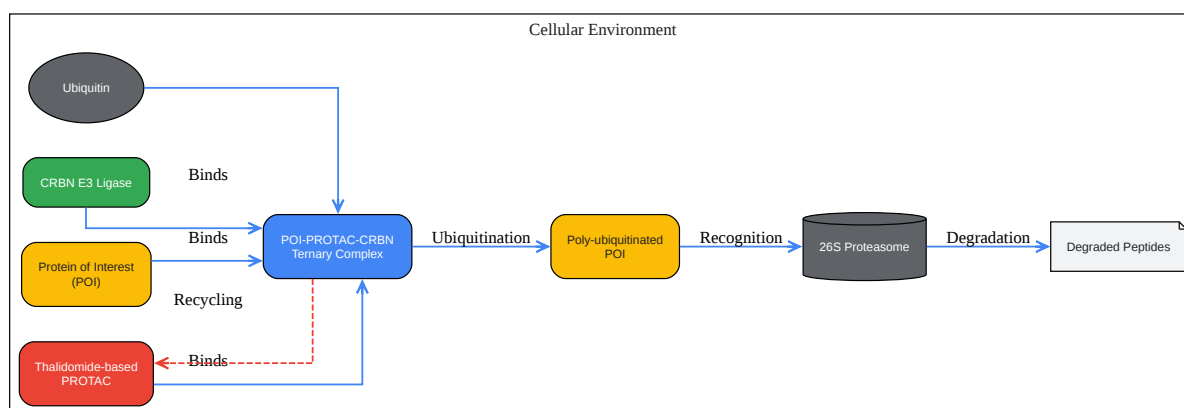 Cellular Environment
Ubiquitin
Binds
CRBN E3 Ligase
Binds
POI-PROTAC-CRBN
Ternary Complex
Ubiquitination
Poly-ubiquitinated
POI
Recognition
26S Proteasome
Degradation
Degraded Peptides
Protein of Interest
(POI)
Recycling
Binds
Thalidomide-based
PROTAC